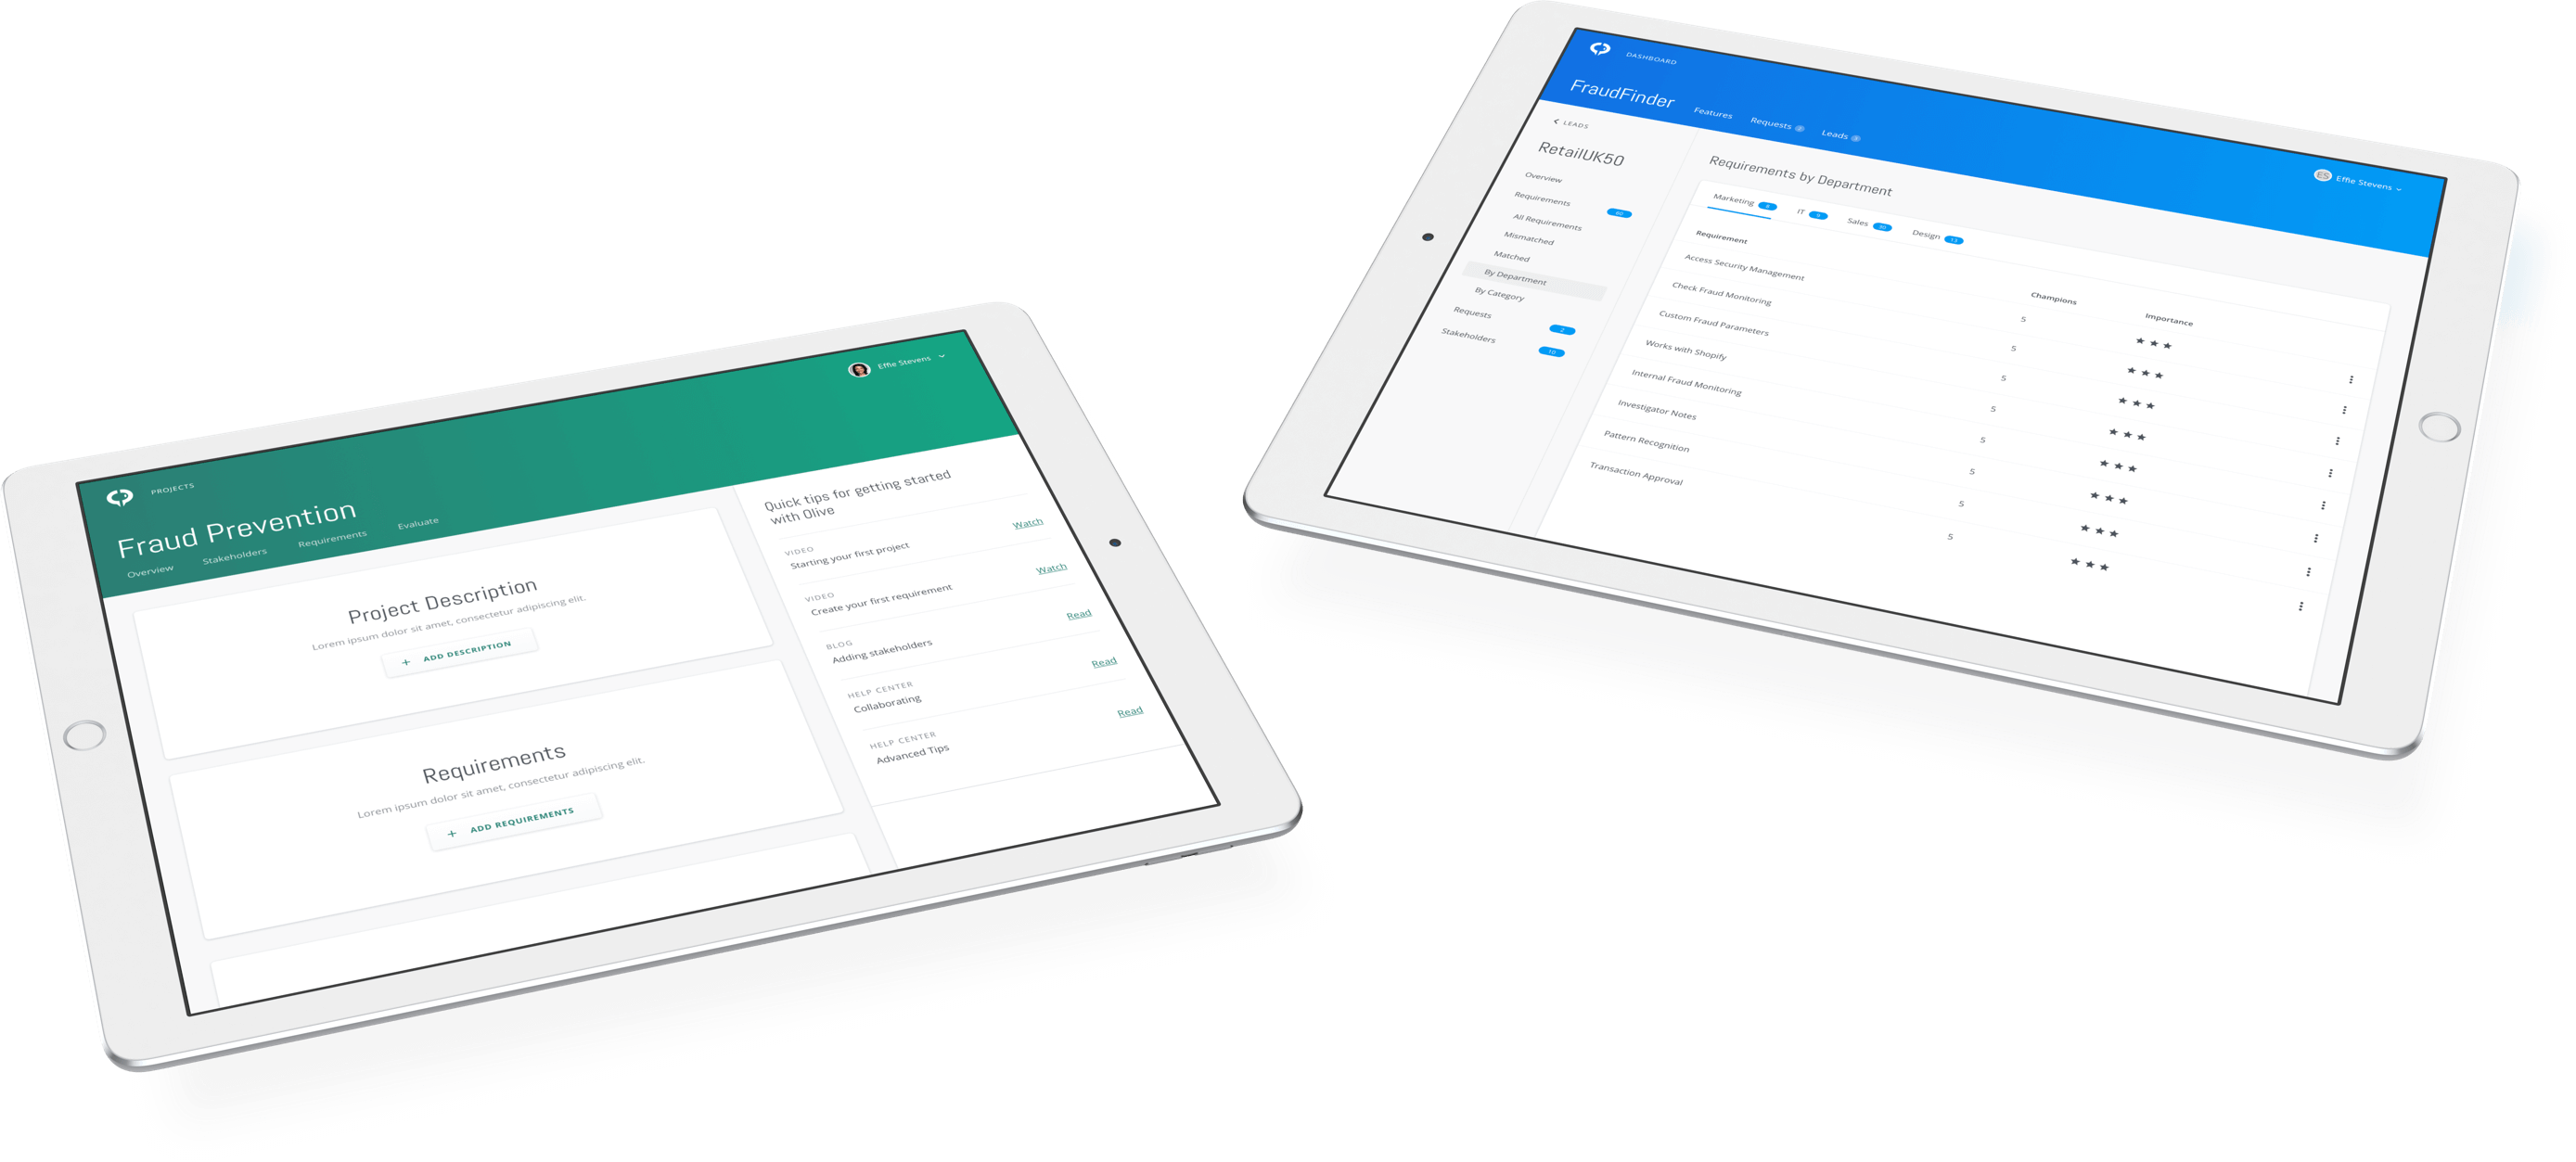 PROJECTS
Effie Stevens
Fraud Prevention
Overview
Stakeholders
Requirements
Evaluate
Project Description
Lorem ipsum dolor sit amet, consectetur adipiscing elit.
+ ADD DESCRIPTION
Requirements
Lorem ipsum dolor sit amet, consectetur adipiscing elit.
+ ADD REQUIREMENTS
Quick tips for getting started
with Olive
VIDEO
Starting your first project
Watch
VIDEO
Create your first requirement
Watch
BLOG
Adding stakeholders
Read
HELP CENTER
Collaborating
Read
HELP CENTER
Advanced Tips
Read
DASHBOARD
FraudFinder
Features
Requests
Leads
ES Effie Stevens
LEADS
RetailUK50
Overview
Requirements
All Requirements
Mismatched
Matched
By Department
By Category
Requests 2
Stakeholders 10
Requirements by Department
Marketing
IT
Sales 30
Design
Requirement Champions Importance
Access Security Management 5 ★★★
Check Fraud Monitoring 5 ★★★
Custom Fraud Parameters 5 ★★★
Works with Shopify 5 ★★★
Internal Fraud Monitoring 5 ★★★
Investigator Notes 5 ★★★
Pattern Recognition 5 ★★★
Transaction Approval 5 ★★★